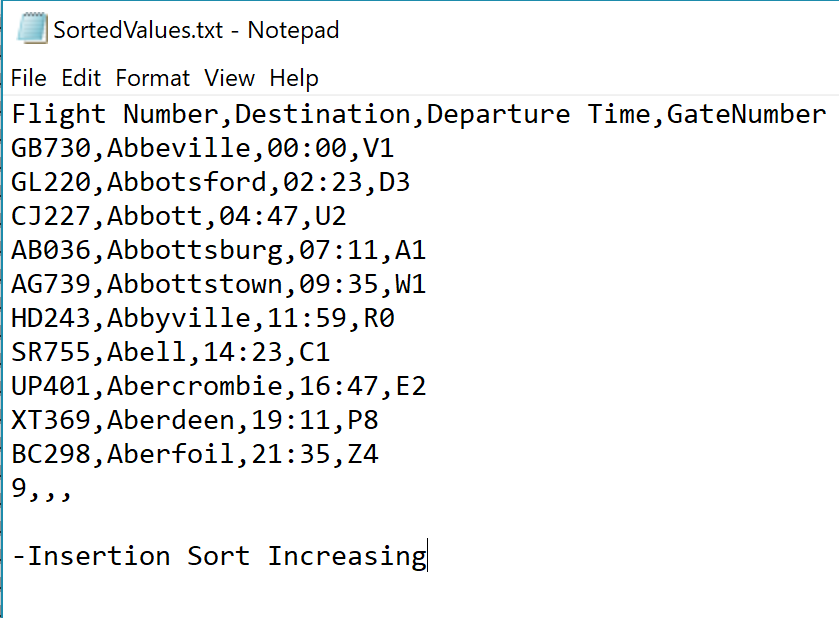 SortedValues.txt - Notepad
File Edit Format View Help
Flight Number,Destination,Departure Time,GateNumber
GB730,Abbeville,00:00,V1
GL220,Abbotsford,02:23,D3
CJ227,Abbott,04:47,U2
AB036,Abbottsburg,07:11,A1
AG739,Abbottstown,09:35,W1
HD243,Abbyville,11:59,R0
SR755,Abell,14:23,C1
UP401,Abercrombie,16:47,E2
XT369,Aberdeen,19:11,P8
BC298,Aberfoil,21:35,Z4
9,,,
-Insertion Sort Increasing